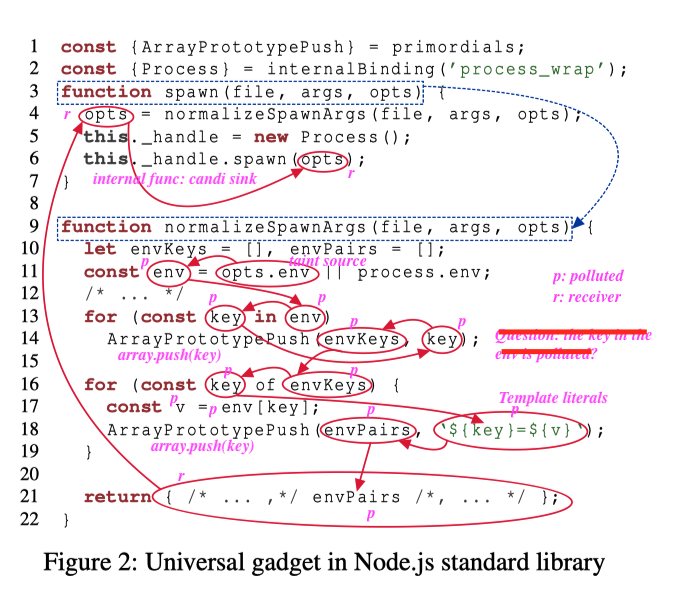 1 const {ArrayPrototypePush} = primordials;
2 const {Process} = internalBinding('process_wrap');
3 function spawn(file, args, opts) {
r
4 opts = normalizeSpawnArgs(file, args, opts);
5 this._handle = new Process();
6 this._handle.spawn(opts);
r
7 }
internal func: candi sink
8
9 function normalizeSpawnArgs(file, args, opts) {
10 let envKeys = [], envPairs = [];
p
taint source
11 const env = opts.env || process.env;
p: polluted
12 /* ... */
r: receiver
p p
13 for (const key in env)
p p
14 ArrayPrototypePush(envKeys, key);
Question: the key in the
array.push(key)
env is polluted?
15
p p
16 for (const key of envKeys) {
Template literals
p
17 const v = env[key];
p p p
18 ArrayPrototypePush(envPairs, `${key}=${v}`);
array.push(key)
19 }
20
r
21 return { /* ... ,*/ envPairs /*, ... */ };
p
22 }
Figure 2: Universal gadget in Node.js standard library